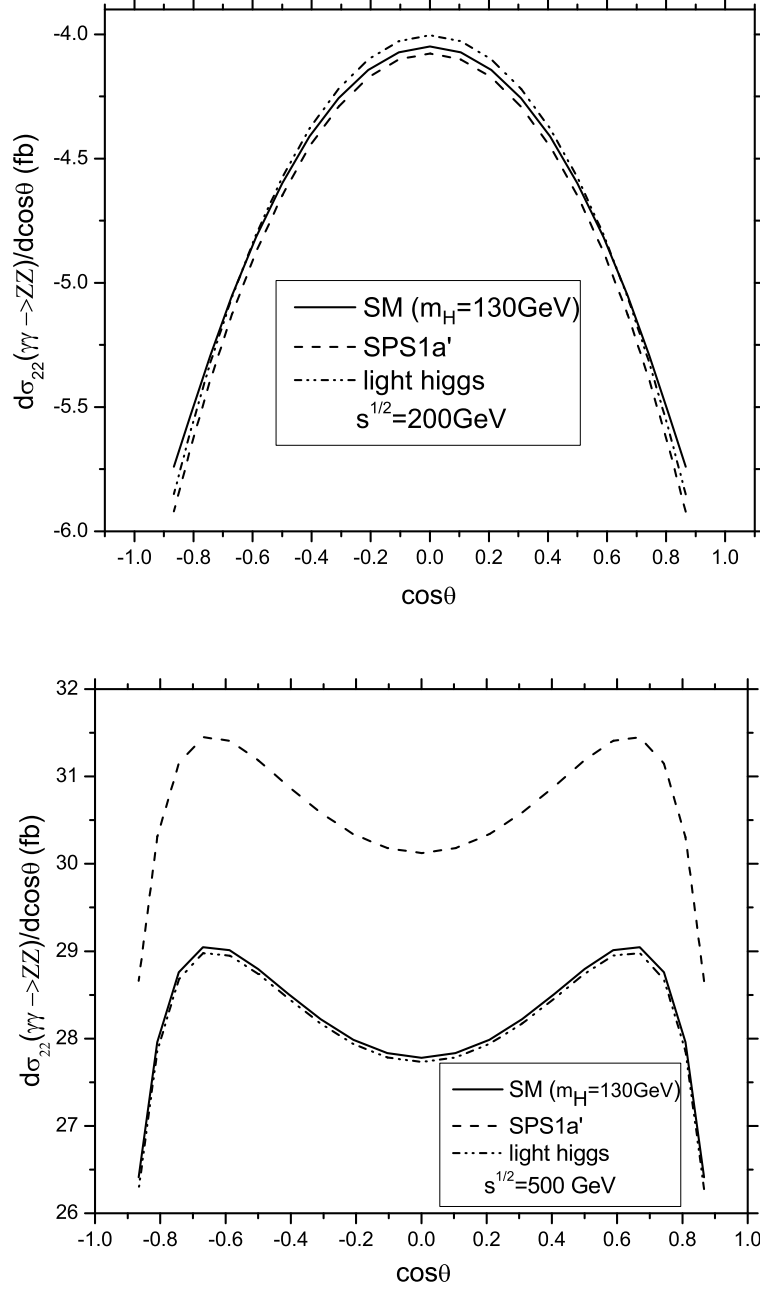 -4.0
-4.5
-5.0
-5.5
-6.0
dσ22(γγ->ZZ)/dcosθ (fb)
SM (mH=130GeV)
SPS1a'
light higgs
s1/2=200GeV
-1.0 -0.8 -0.6 -0.4 -0.2 0.0 0.2 0.4 0.6 0.8 1.0
cosθ
32
31
30
29
28
27
26
dσ22(γγ->ZZ)/dcosθ (fb)
SM (mH=130GeV)
SPS1a'
light higgs
s1/2=500 GeV
-1.0 -0.8 -0.6 -0.4 -0.2 0.0 0.2 0.4 0.6 0.8 1.0
cosθ